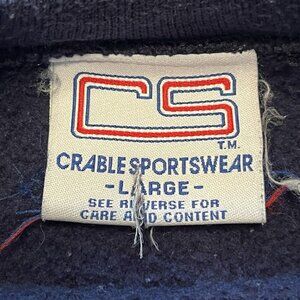 CS
T.M.
CRABLE SPORTSWEAR
- LARGE -
SEE REVERSE FOR
CARE AND CONTENT